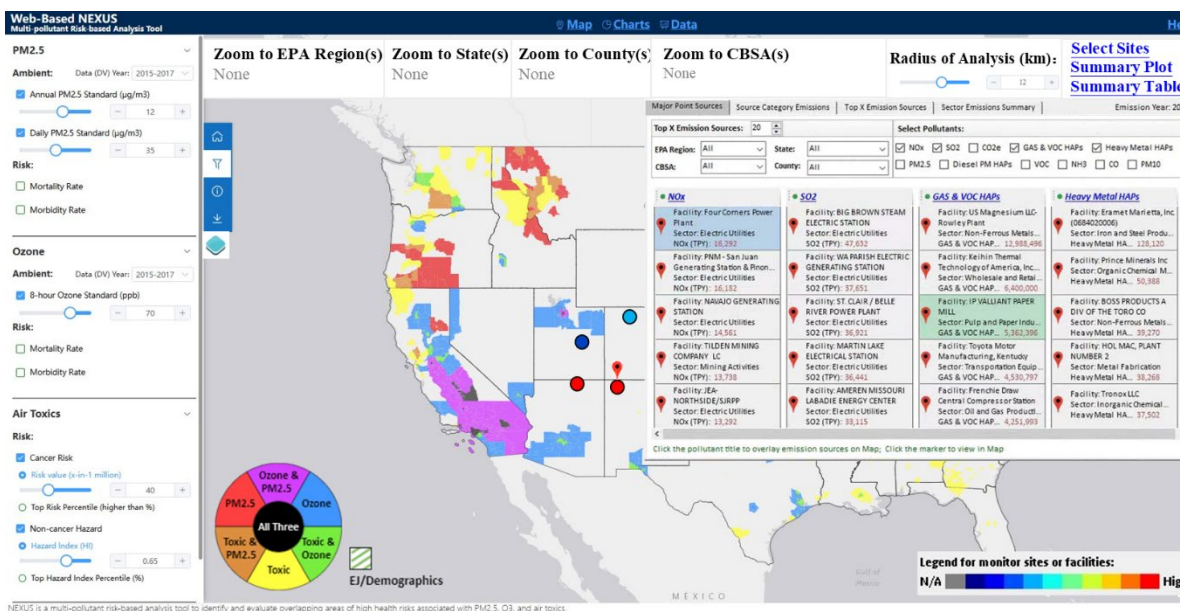 Web-Based NEXUS
Multi-pollutant Risk-based Analysis Tool
Map Charts Data
He
PM2.5
Ambient: Data (DV) Year: 2015-2017
Annual PM2.5 Standard (µg/m3)
12
Daily PM2.5 Standard (µg/m3)
35
Risk:
Mortality Rate
Morbidity Rate
Ozone
Ambient: Data (DV) Year: 2015-2017
8-hour Ozone Standard (ppb)
70
Risk:
Mortality Rate
Morbidity Rate
Air Toxics
Risk:
Cancer Risk
Risk value (x-in-1 million)
40
Top Risk Percentile (higher than %)
Non-cancer Hazard
Hazard Index (HI)
0.65
Top Hazard Index Percentile (%)
Zoom to EPA Region(s)
None
Zoom to State(s)
None
Zoom to County(s)
None
Zoom to CBSA(s)
None
Radius of Analysis (km):
12
Select Sites
Summary Plot
Summary Table
Major Point Sources Source Category Emissions Top X Emission Sources Sector Emissions Summary Emission Year: 20
Top X Emission Sources: 20 Select Pollutants:
EPA Region: All State: All
CBSA: All County: All
NOx SO2 CO2e GAS & VOC HAPs Heavy Metal HAPs
PM2.5 Diesel PM HAPs VOC NH3 CO PM10
NOx
Facility: Four Corners Power
Plant
Sector: Electric Utilities
NOx (TPY): 16,292
Facility: PNM - San Juan
Generating Station & Pinon...
Sector: Electric Utilities
NOx (TPY): 16,182
Facility: NAVAJO GENERATING
STATION
Sector: Electric Utilities
NOx (TPY): 14,561
Facility: TILDEN MINING
COMPANY LC
Sector: Mining Activities
NOx (TPY): 13,738
Facility: JEA-
NORTHSIDE/SJRPP
Sector: Electric Utilities
NOx (TPY): 13,292
SO2
Facility: BIG BROWN STEAM
ELECTRIC STATION
Sector: Electric Utilities
SO2 (TPY): 47,632
Facility: WA PARISH ELECTRIC
GENERATING STATION
Sector: Electric Utilities
SO2 (TPY): 37,651
Facility: ST. CLAIR / BELLE
RIVER POWER PLANT
Sector: Electric Utilities
SO2 (TPY): 36,921
Facility: MARTIN LAKE
ELECTRICAL STATION
Sector: Electric Utilities
SO2 (TPY): 36,441
Facility: AMEREN MISSOURI
LABADIE ENERGY CENTER
Sector: Electric Utilities
SO2 (TPY): 33,115
GAS & VOC HAPs
Facility: US Magnesium LLC-
Rowley Plant
Sector: Non-Ferrous Metals...
GAS & VOC HAP... 12,988,496
Facility: Keihin Thermal
Technology of America, Inc...
Sector: Wholesale and Retai...
GAS & VOC HAP... 6,400,000
Facility: IP VALLIANT PAPER
MILL
Sector: Pulp and Paper Indu...
GAS & VOC HAP... 5,362,396
Facility: Toyota Motor
Manufacturing, Kentudky
Sector: Transportation Equip...
GAS & VOC HAP... 4,530,797
Facility: Frenchie Draw
Central Compressor Station
Sector: Oil and Gas Producti...
GAS & VOC HAP... 4,251,993
Heavy Metal HAPs
Facility: Eramet Marietta, Inc.
(0684020006)
Sector: Iron and Steel Produ...
Heavy Metal HA... 128,120
Facility: Prince Minerals Inc
Sector: Organic Chemical M...
Heavy Metal HA... 50,388
Facility: BOSS PRODUCTS A
DIV OF THE TORO CO
Sector: Non-Ferrous Metals...
Heavy Metal HA... 39,270
Facility: HOL MAC, PLANT
NUMBER 2
Sector: Metal Fabrication
Heavy Metal HA... 38,268
Facility: Tronox LLC
Sector: Inorganic Chemical...
Heavy Metal HA... 37,502
Click the pollutant title to overlay emission sources on Map; Click the marker to view in Map
Ozone &
PM2.5
PM2.5
Ozone
All Three
Toxic &
PM2.5
Toxic &
Ozone
Toxic
EJ/Demographics
Gulf of
Mexico
MÉXICO
Legend for monitor sites or facilities:
N/A Hig
NEXUS is a multi-pollutant risk-based analysis tool to identify and evaluate overlapping areas of high health risks associated with PM2.5, O3, and air toxics.